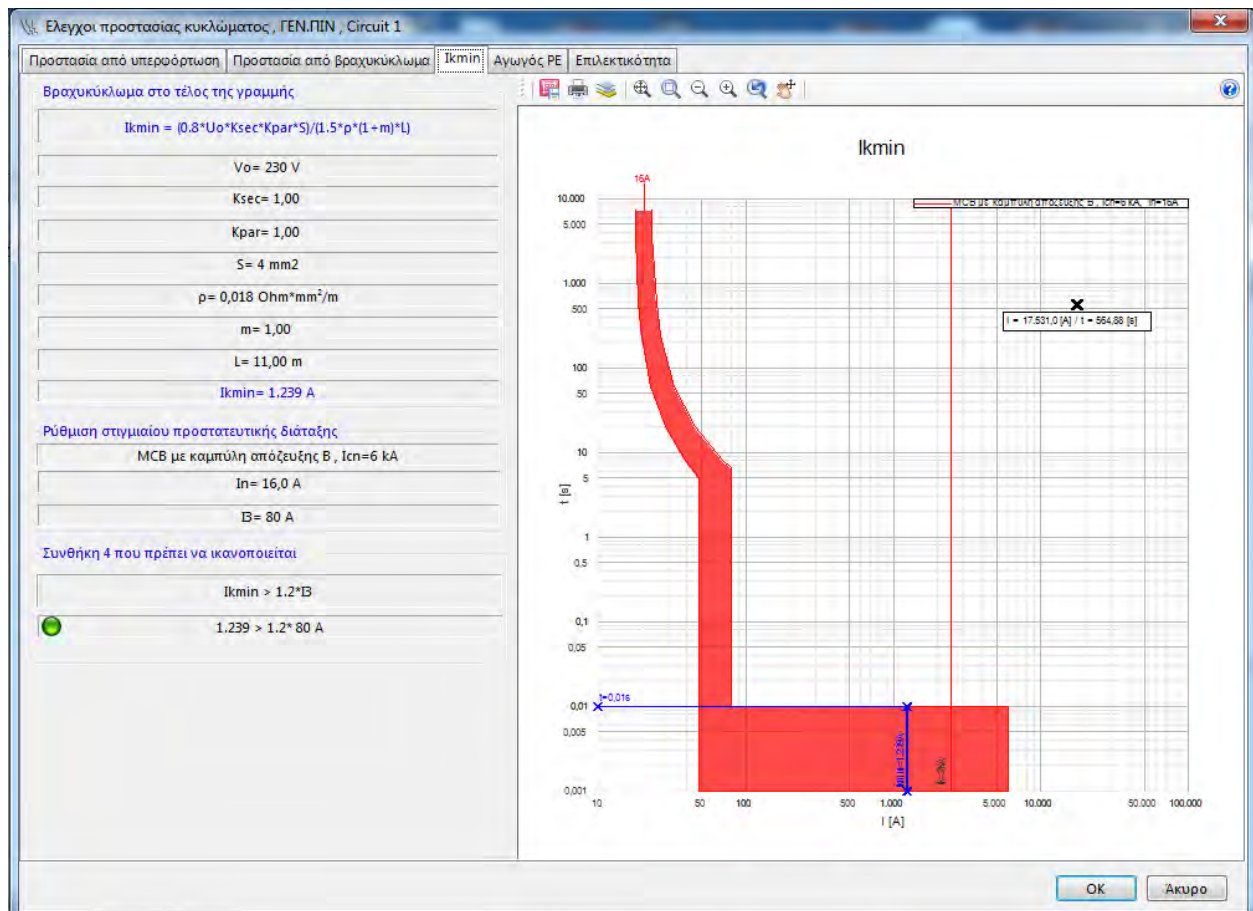 Ελεγχοι προστασίας κυκλώματος , ΓΕΝ.ΠΙΝ , Circuit 1
Προστασία από υπερφόρτωση Προστασία από βραχυκύκλωμα Ikmin Αγωγός PE Επιλεκτικότητα
Βραχυκύκλωμα στο τέλος της γραμμής
Ikmin = (0.8*Uo*Ksec*Kpar*S)/(1.5*ρ*(1+m)*L)
Vo= 230 V
Ksec= 1,00
Kpar= 1,00
S= 4 mm2
ρ= 0,018 Ohm*mm²/m
m= 1,00
L= 11,00 m
Ikmin= 1.239 A
Ρύθμιση στιγμιαίου προστατευτικής διάταξης
MCB με καμπύλη απόζευξης B , Icn=6 kA
In= 16,0 A
I3= 80 A
Συνθήκη 4 που πρέπει να ικανοποιείται
Ikmin > 1.2*I3
1.239 > 1.2* 80 A
Ikmin
16A
MCB με καμπύλη απόζευξης B , Icn=6 kA, In=16A
I = 17.531,0 [A] / t = 564,88 [s]
10.000
5.000
1.000
500
100
50
10
5
1
0.5
0,1
0,05
0,01
0,005
0,001
t [s]
t=0,01s
10 50 100 500 1.000 5.000 10.000 50.000 100.000
I [A]
OK Άκυρο